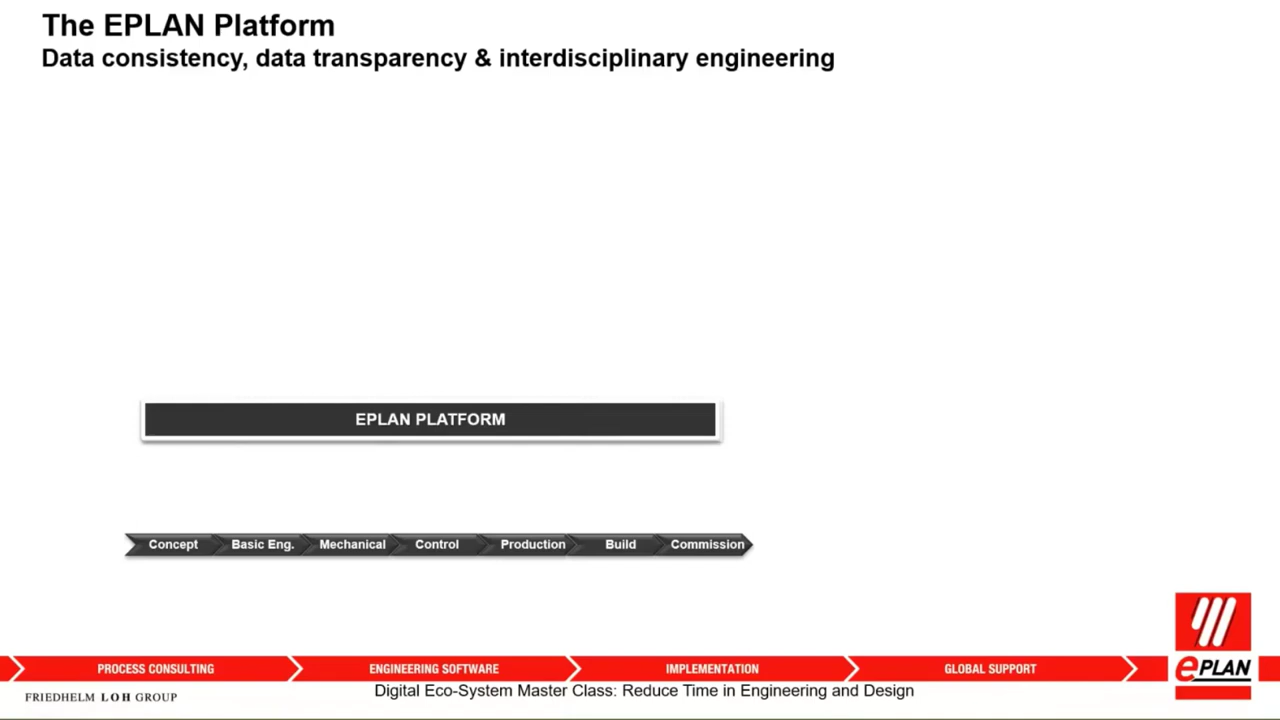 The EPLAN Platform
Data consistency, data transparency & interdisciplinary engineering
EPLAN PLATFORM
Concept Basic Eng. Mechanical Control Production Build Commission
PROCESS CONSULTING ENGINEERING SOFTWARE IMPLEMENTATION GLOBAL SUPPORT
ePLAN
FRIEDHELM LOH GROUP
Digital Eco-System Master Class: Reduce Time in Engineering and Design